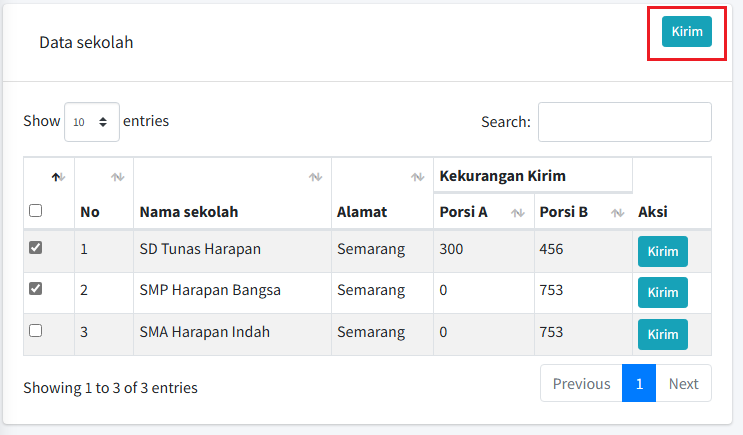 Data sekolah Kirim
Show 10 entries Search:
Kekurangan Kirim
No Nama sekolah Alamat Porsi A Porsi B Aksi
1 SD Tunas Harapan Semarang 300 456 Kirim
2 SMP Harapan Bangsa Semarang 0 753 Kirim
3 SMA Harapan Indah Semarang 0 753 Kirim
Showing 1 to 3 of 3 entries Previous 1 Next